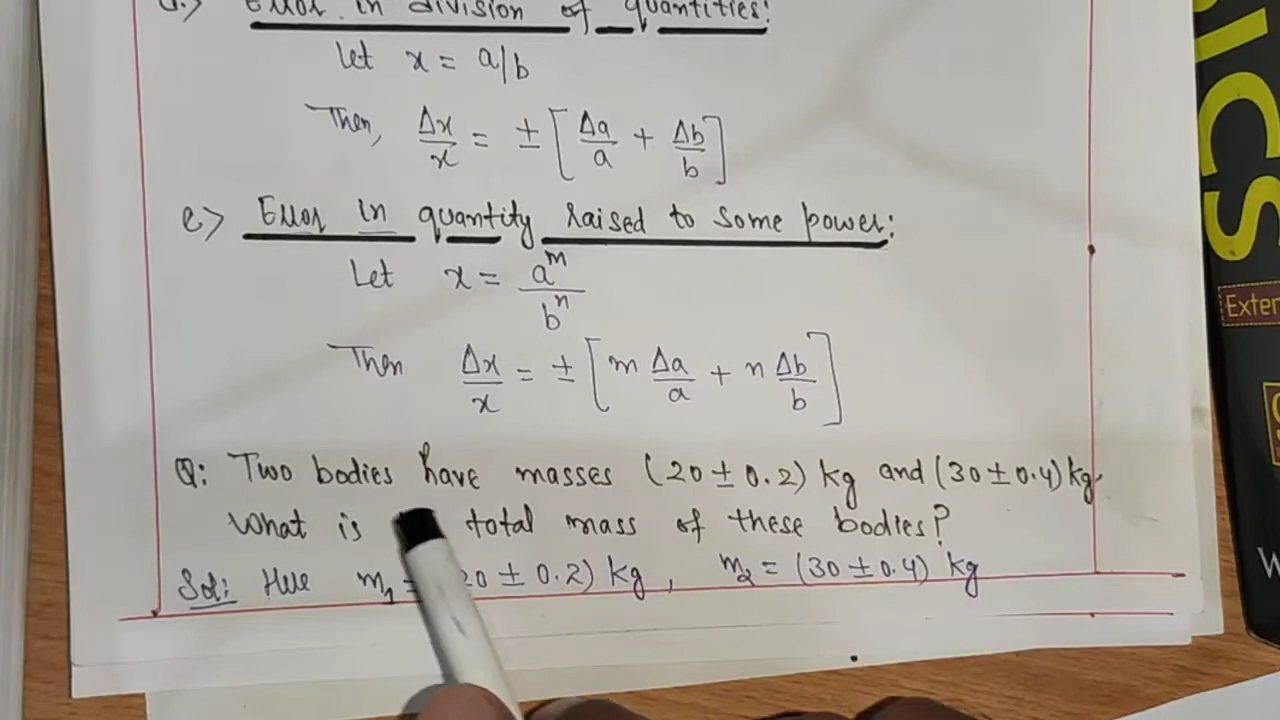 d.> Error in division of quantities:
Let x = a/b
Then, Δx/x = ± [Δa/a + Δb/b]
e.> Error in quantity raised to some power:
Let x = a^m/b^n
Then Δx/x = ± [m Δa/a + n Δb/b]
Q: Two bodies have masses (20 ± 0.2) kg and (30 ± 0.4) kg.
What is total mass of these bodies?
Sol: Here m₁ = 20 ± 0.2) kg, m₂ = (30 ± 0.4) kg
ICS
Exter
W